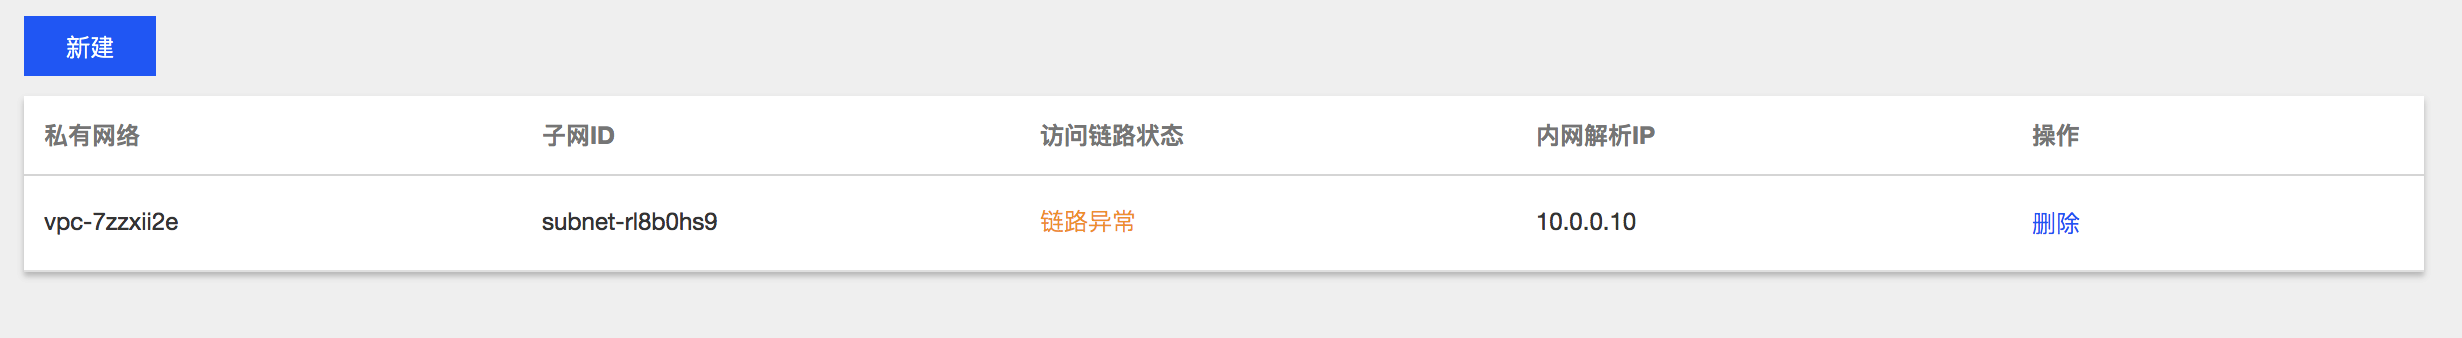 新建
私有网络 子网ID 访问链路状态 内网解析IP 操作
vpc-7zzxii2e subnet-rl8b0hs9 链路异常 10.0.0.10 删除